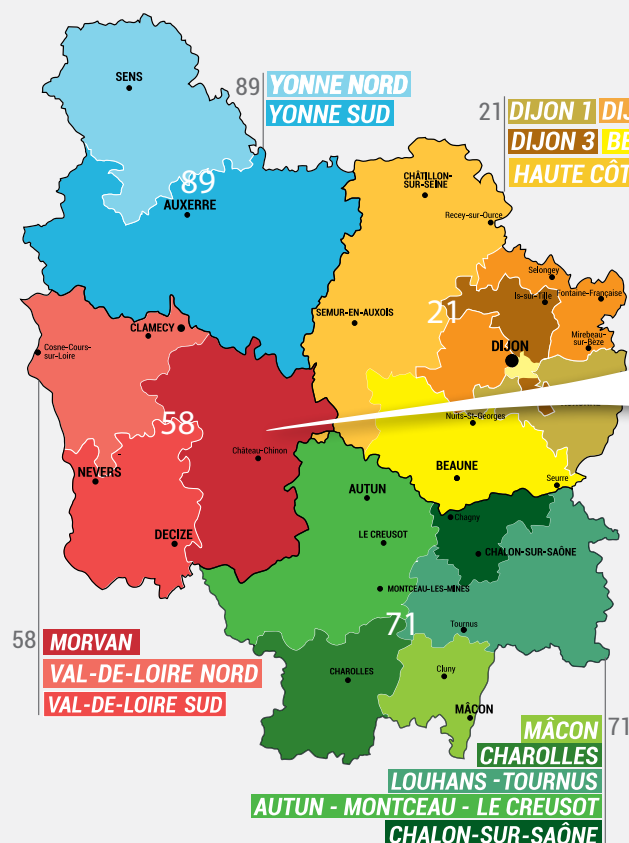 SENS
89
YONNE NORD
YONNE SUD
21
DIJON 1
DIJON 3
HAUTE
89
AUXERRE
CHÂTILLON-
SUR-SEINE
Recey-sur-Ource
Selongey
Is-sur-Tille
Fontaine-Française
SEMUR-EN-AUXOIS
21
Mirebeau-
sur-Bèze
CLAMECY
Cosne-Cours-
sur-Loire
DIJON
58
Nuits-St-Georges
Château-Chinon
NEVERS
BEAUNE
Seurre
AUTUN
Chagny
DECIZE
LE CREUSOT
CHALON-SUR-SAÔNE
MONTCEAU-LES-MINES
71
Tournus
58
MORVAN
VAL-DE-LOIRE NORD
VAL-DE-LOIRE SUD
CHAROLLES
Cluny
MÂCON
71
MÂCON
CHAROLLES
LOUHANS -TOURNUS
AUTUN - MONTCEAU - LE CREUSOT
CHALON-SUR-SAÔNE